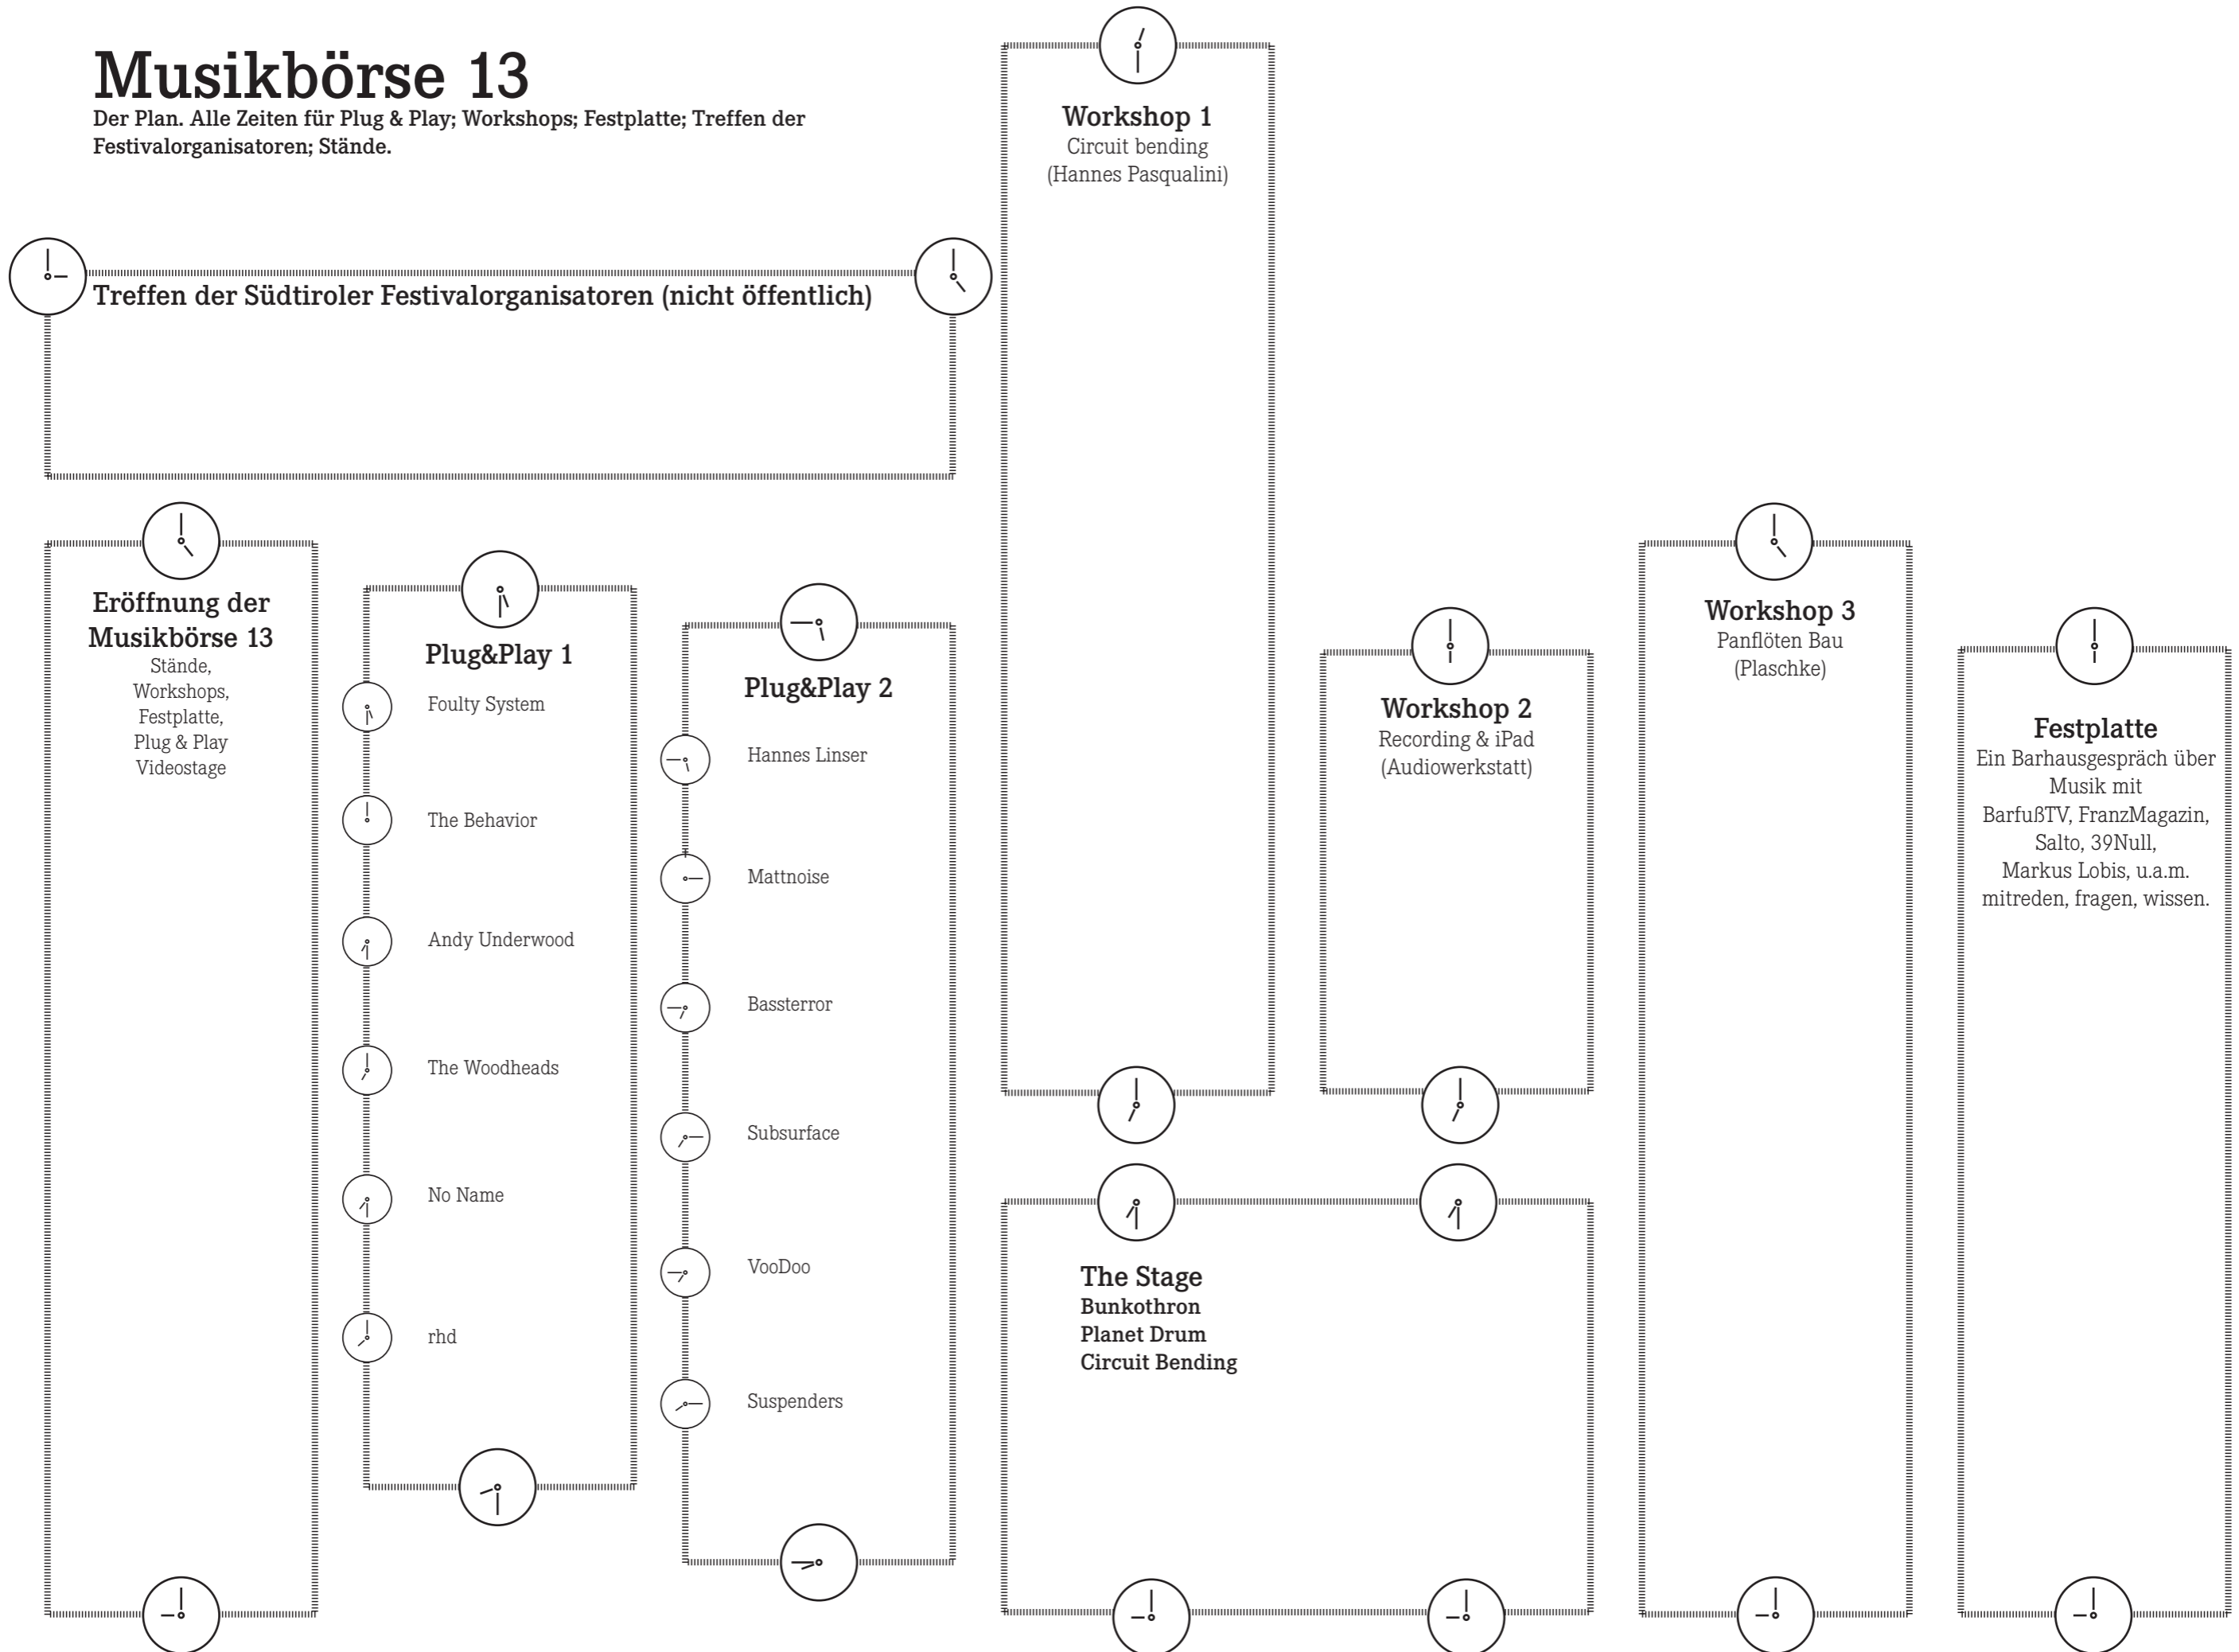 Musikbörse 13
Der Plan. Alle Zeiten für Plug & Play; Workshops; Festplatte; Treffen der
Festivalorganisatoren; Stände.
Workshop 1
Circuit bending
(Hannes Pasqualini)
Treffen der Südtiroler Festivalorganisatoren (nicht öffentlich)
Eröffnung der
Musikbörse 13
Stände,
Workshops,
Festplatte,
Plug & Play
Videostage
Plug&Play 1
Foulty System
The Behavior
Andy Underwood
The Woodheads
No Name
rhd
Plug&Play 2
Hannes Linser
Mattnoise
Bassterror
Subsurface
VooDoo
Suspenders
Workshop 2
Recording & iPad
(Audiowerkstatt)
Workshop 3
Panflöten Bau
(Plaschke)
Festplatte
Ein Barhausgespräch über
Musik mit
BarfußTV, FranzMagazin,
Salto, 39Null,
Markus Lobis, u.a.m.
mitreden, fragen, wissen.
The Stage
Bunkothron
Planet Drum
Circuit Bending